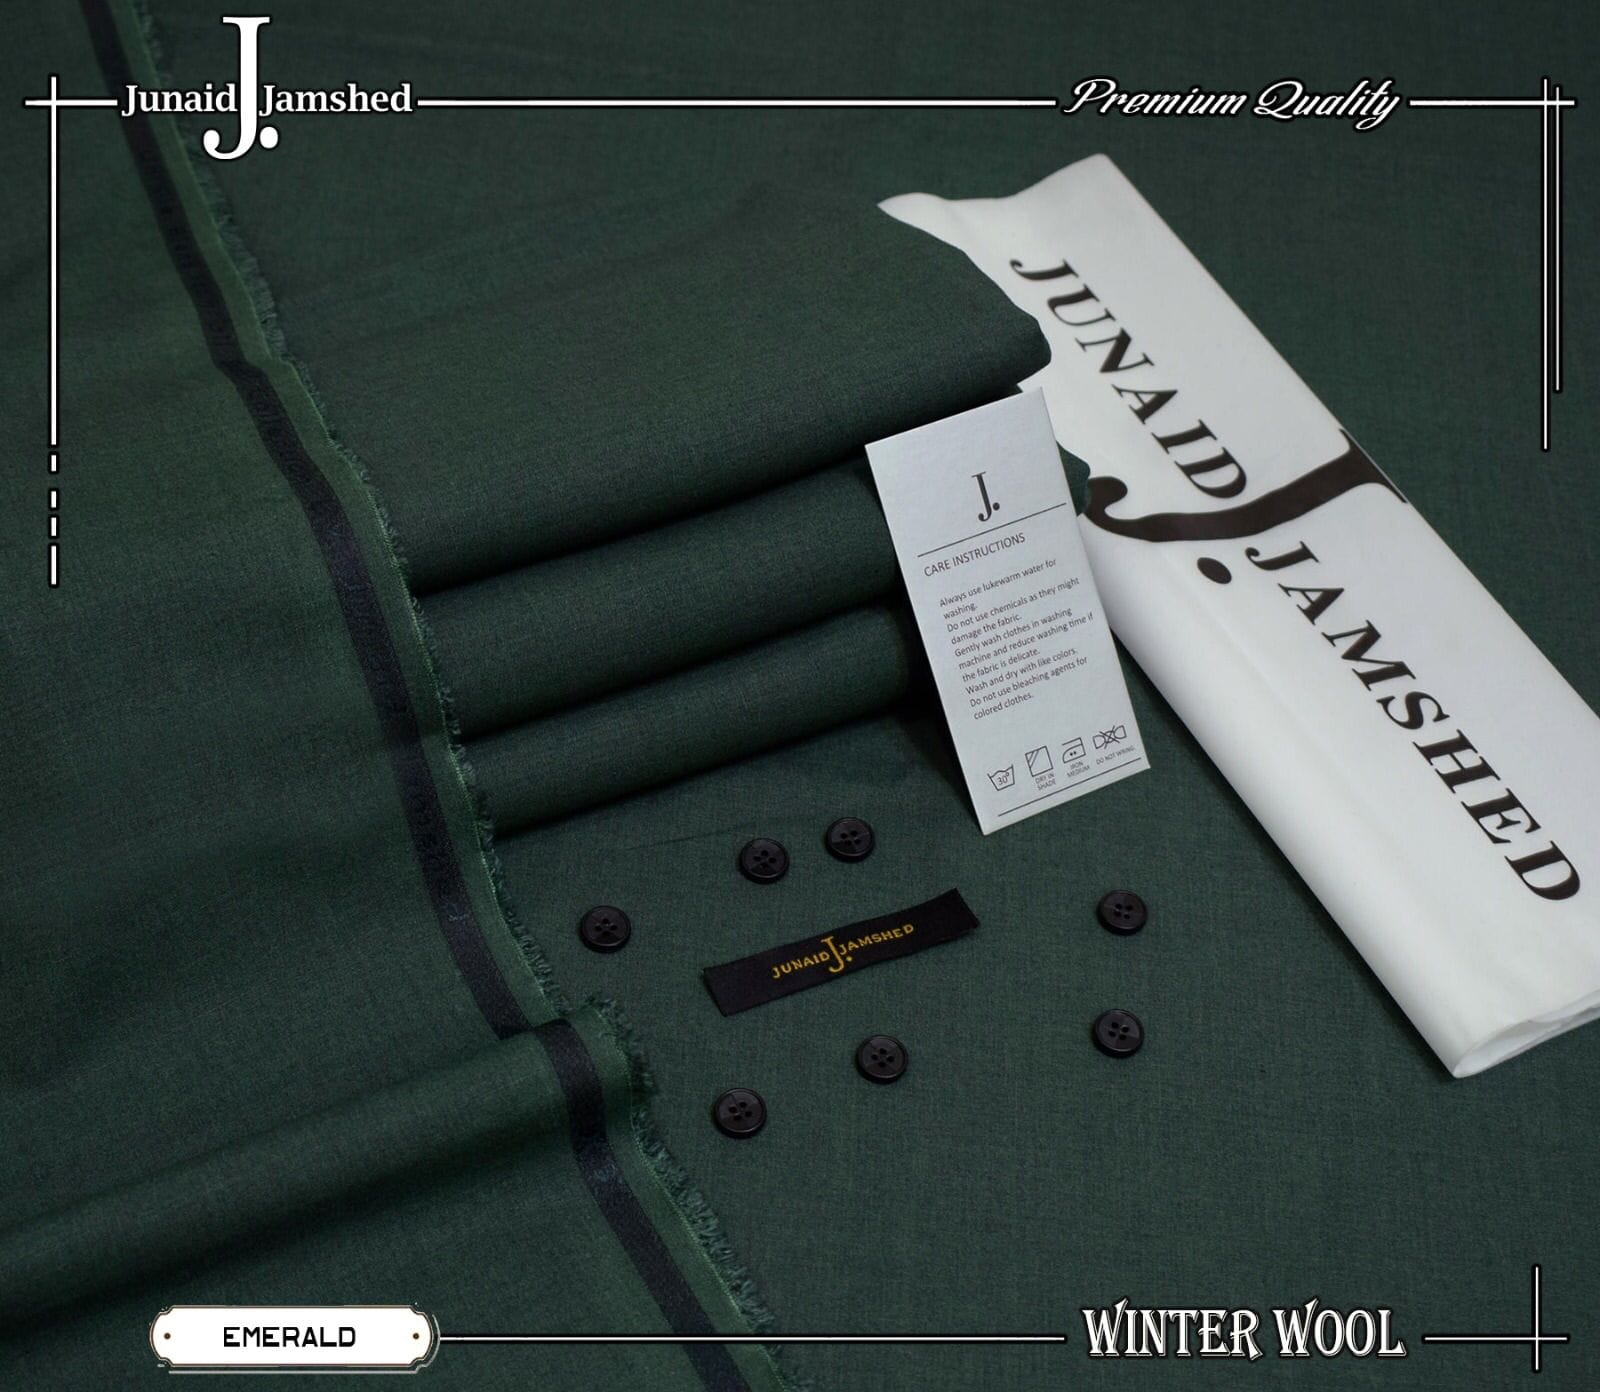 Junaid J. Jamshed
Premium Quality
JUNAID J. JAMSHED
J.
CARE INSTRUCTIONS
Always use lukewarm water for
washing.
Do not use chemicals as they might
damage the fabric.
Gently wash clothes in washing
machine and reduce washing time if
the fabric is delicate.
Wash and dry with like colors.
Do not use bleaching agents for
colored clothes.
30°
DRY IN
SHADE
IRON
MEDIUM
DO NOT WRING
JUNAID J. JAMSHED
EMERALD
WINTER WOOL